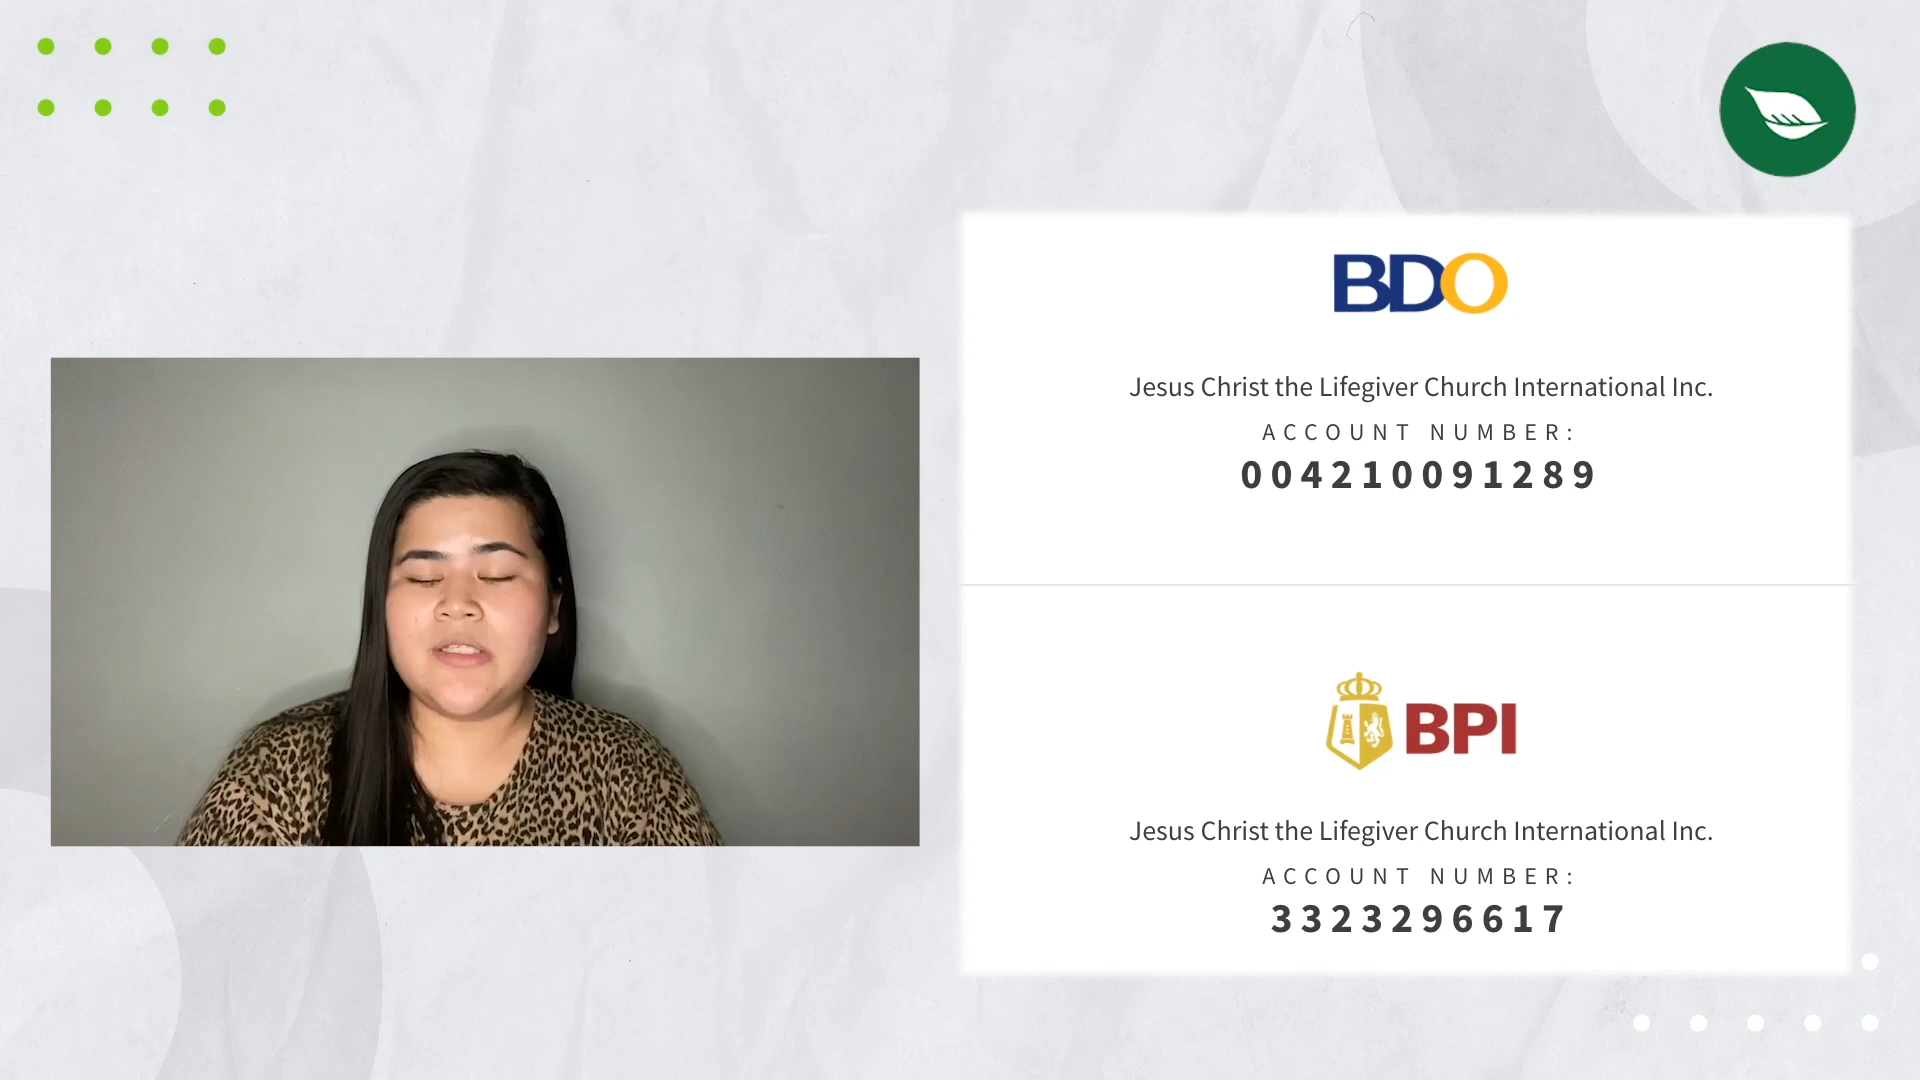 BDO
Jesus Christ the Lifegiver Church International Inc.
ACCOUNT NUMBER:
004210091289
BPI
Jesus Christ the Lifegiver Church International Inc.
ACCOUNT NUMBER:
3323296617